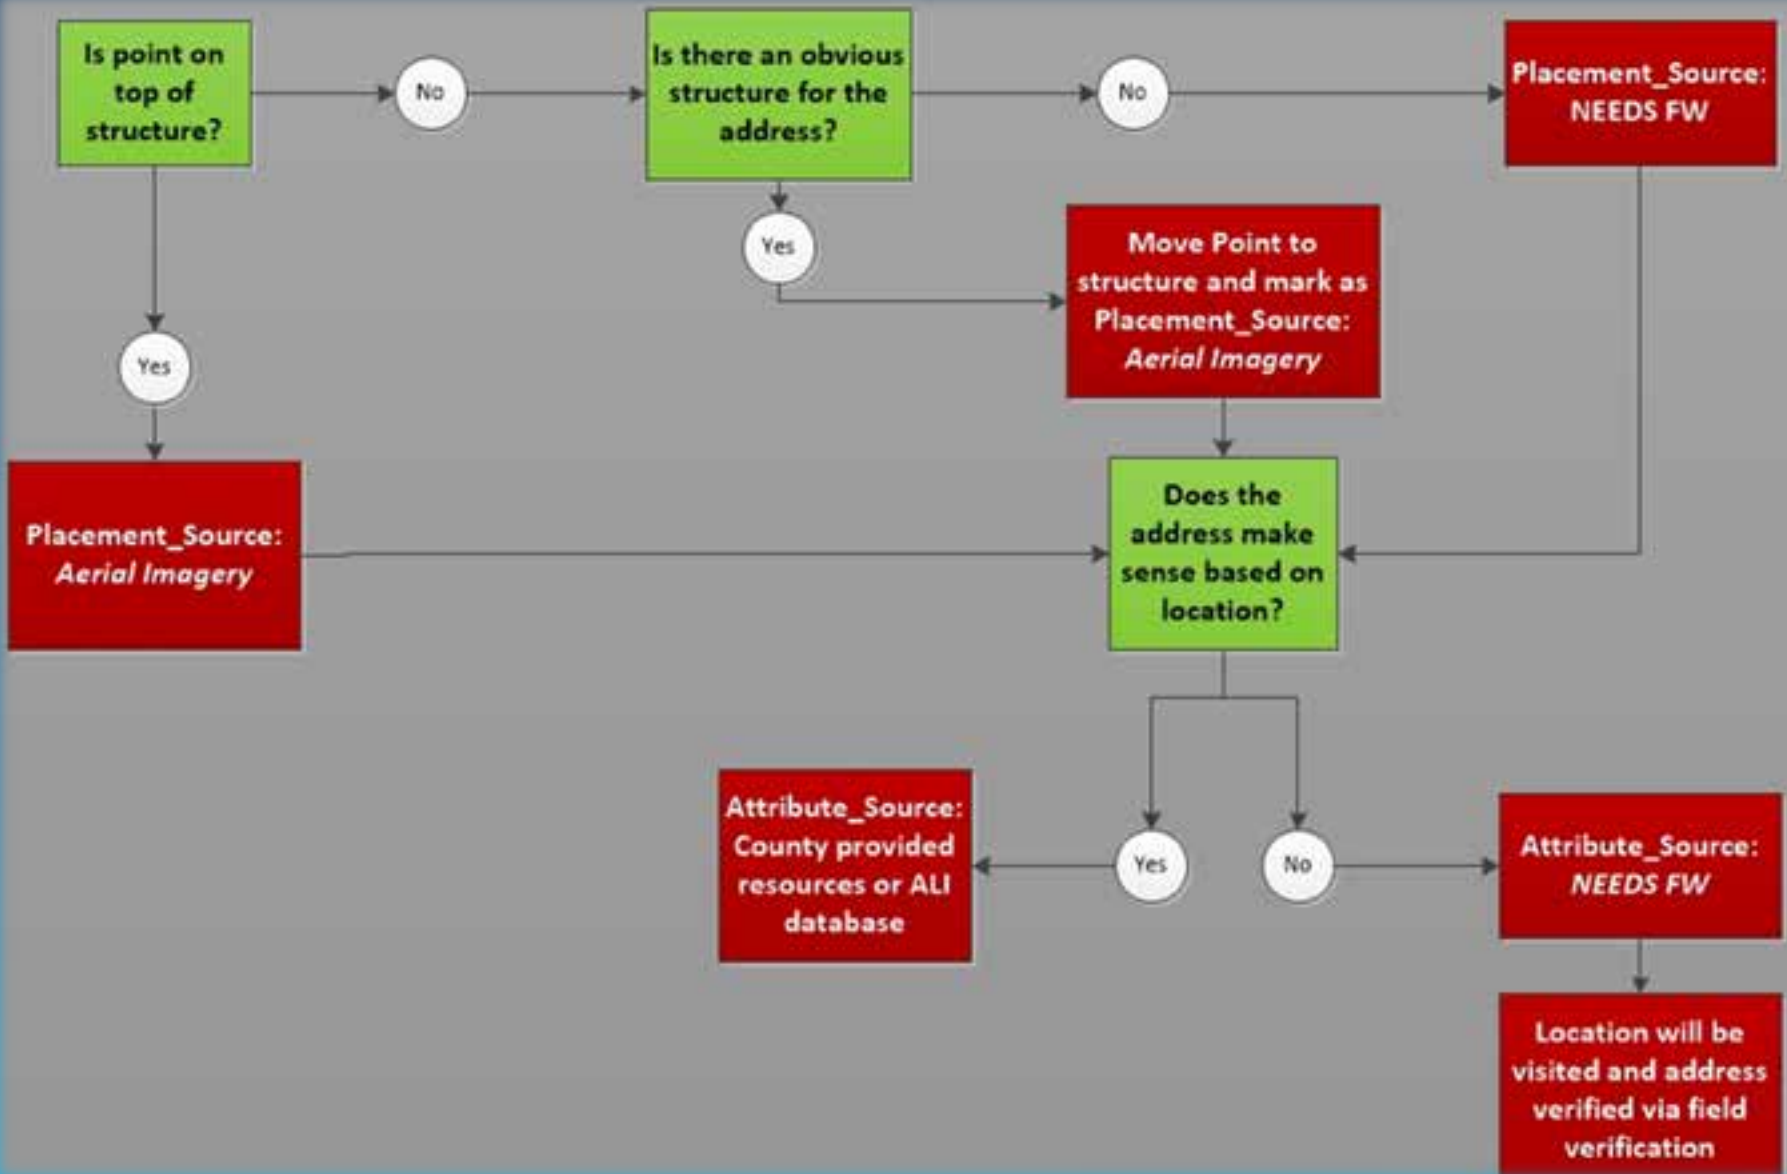 Is point on
top of
structure?
No
Is there an obvious
structure for the
address?
No
Placement_Source:
NEEDS FW
Yes
Move Point to
structure and mark as
Placement_Source:
Aerial Imagery
Yes
Placement_Source:
Aerial Imagery
Does the
address make
sense based on
location?
Attribute_Source:
County provided
resources or ALI
database
Yes
No
Attribute_Source:
NEEDS FW
Location will be
visited and address
verified via field
verification